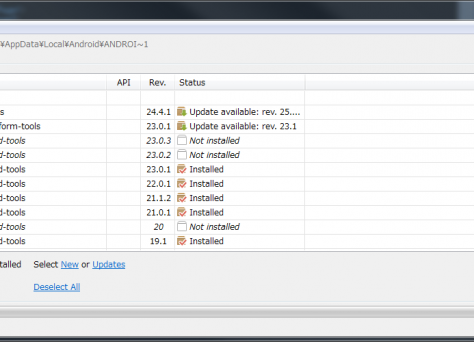 ¥AppData¥Local¥Android¥ANDROI~1
API Rev. Status
s 24.4.1 Update available: rev. 25....
form-tools 23.0.1 Update available: rev. 23.1
d-tools 23.0.3 Not installed
d-tools 23.0.2 Not installed
d-tools 23.0.1 Installed
d-tools 22.0.1 Installed
d-tools 21.1.2 Installed
d-tools 21.0.1 Installed
d-tools 20 Not installed
d-tools 19.1 Installed
talled Select New or Updates
Deselect All